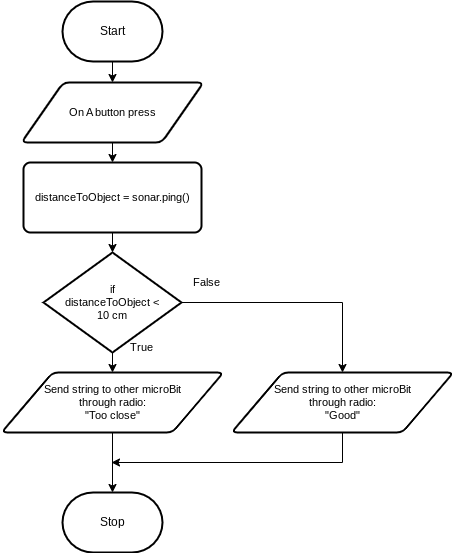 Start
On A button press
distanceToObject = sonar.ping()
if
distanceToObject <
10 cm
False
True
Send string to other microBit
through radio:
"Too close"
Send string to other microBit
through radio:
"Good"
Stop